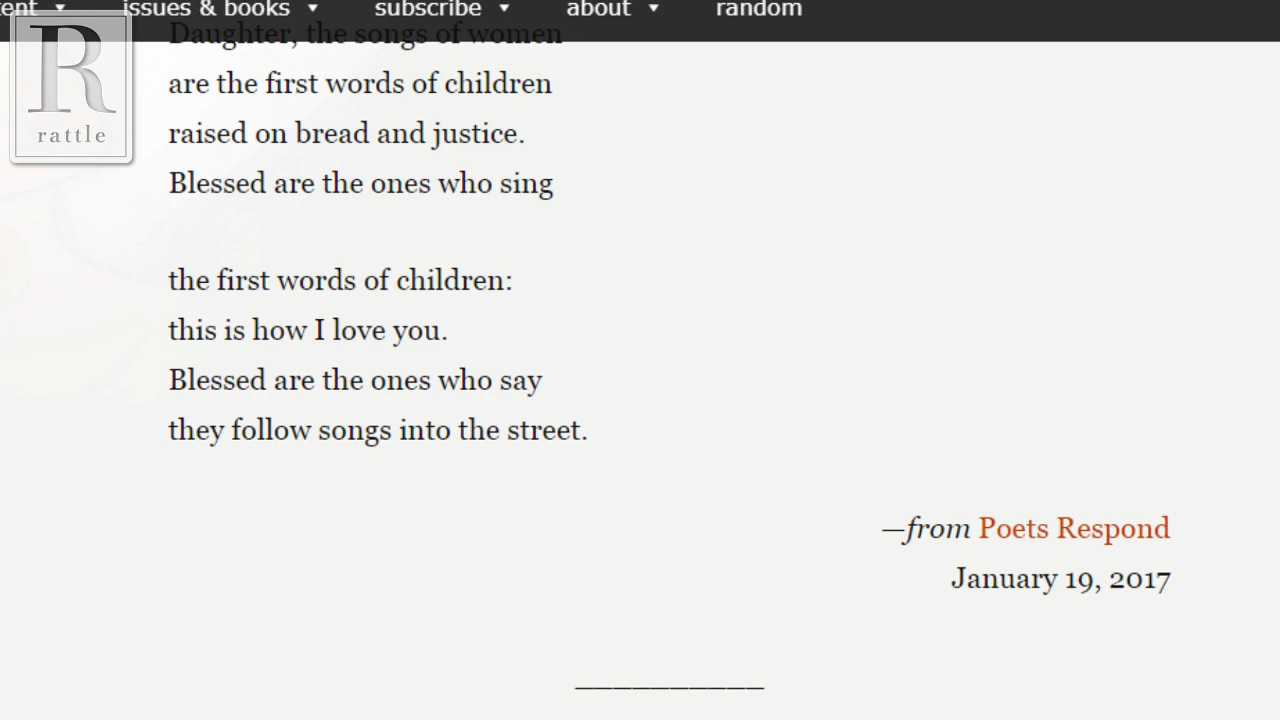 ent
issues & books
subscribe
about
random
R
rattle
Daughter, the songs of women
are the first words of children
raised on bread and justice.
Blessed are the ones who sing
the first words of children:
this is how I love you.
Blessed are the ones who say
they follow songs into the street.
—from Poets Respond
January 19, 2017
__________